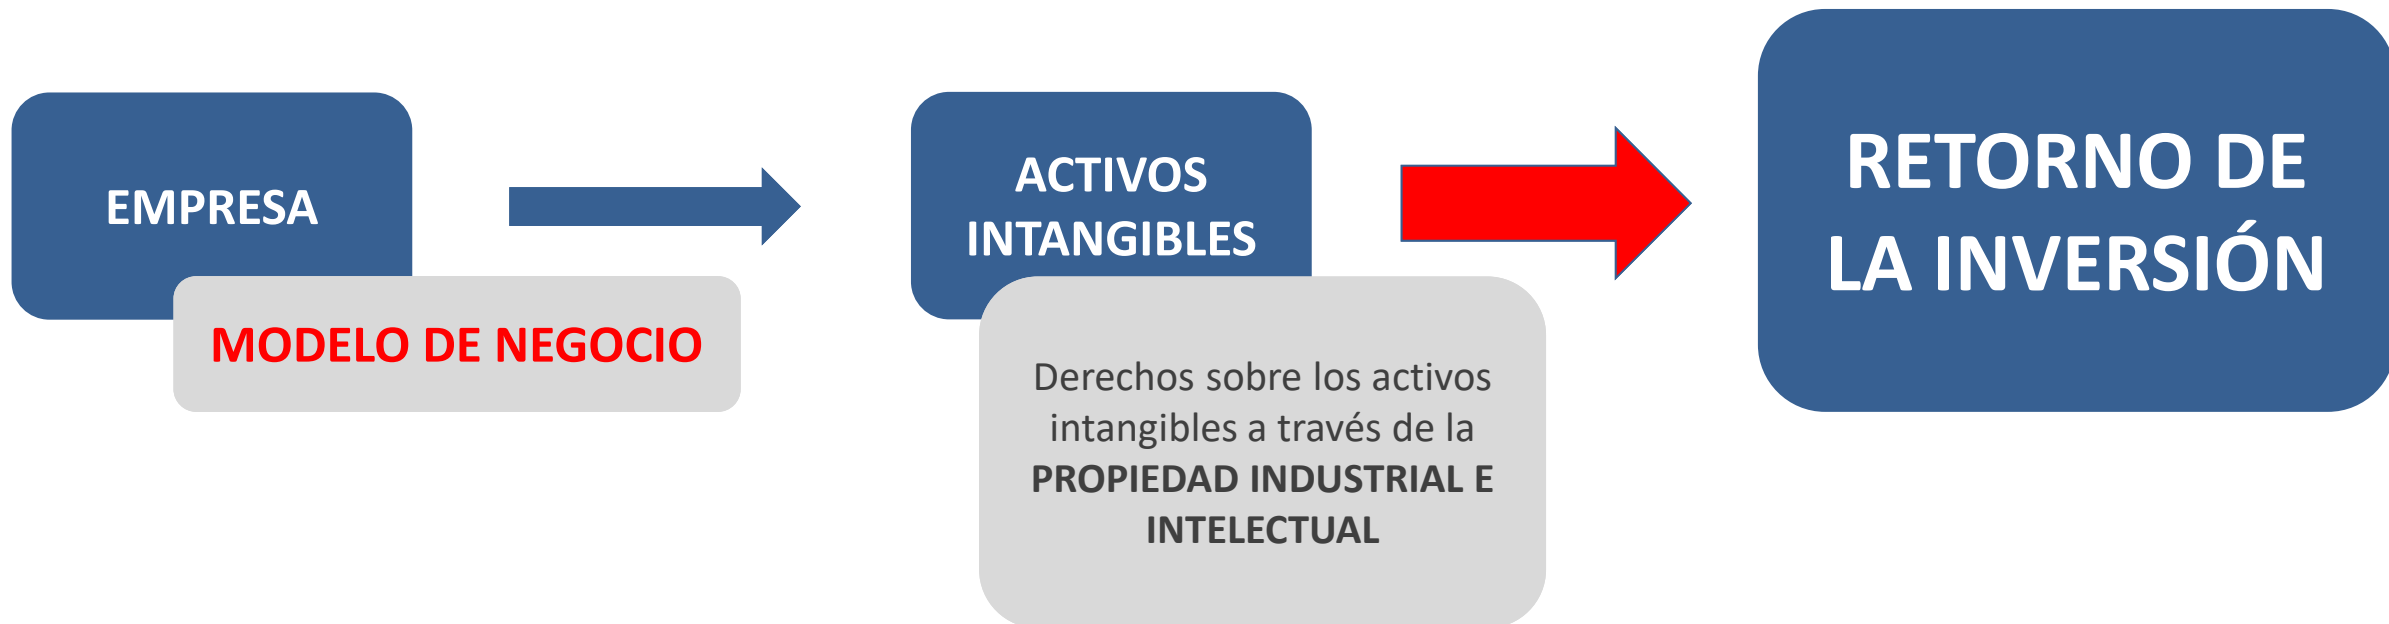 EMPRESA
MODELO DE NEGOCIO
ACTIVOS
INTANGIBLES
Derechos sobre los activos
intangibles a través de la
PROPIEDAD INDUSTRIAL E
INTELECTUAL
RETORNO DE
LA INVERSIÓN